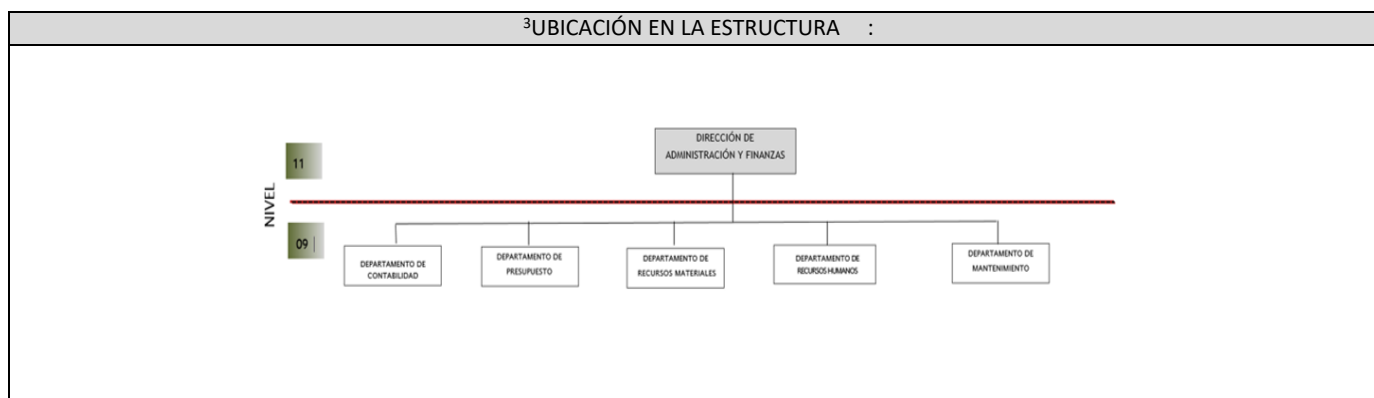 ³UBICACIÓN EN LA ESTRUCTURA :
DIRECCIÓN DE
ADMINISTRACIÓN Y FINANZAS
11
NIVEL
09
DEPARTAMENTO DE
CONTABILIDAD
DEPARTAMENTO DE
PRESUPUESTO
DEPARTAMENTO DE
RECURSOS MATERIALES
DEPARTAMENTO DE
RECURSOS HUMANOS
DEPARTAMENTO DE
MANTENIMIENTO